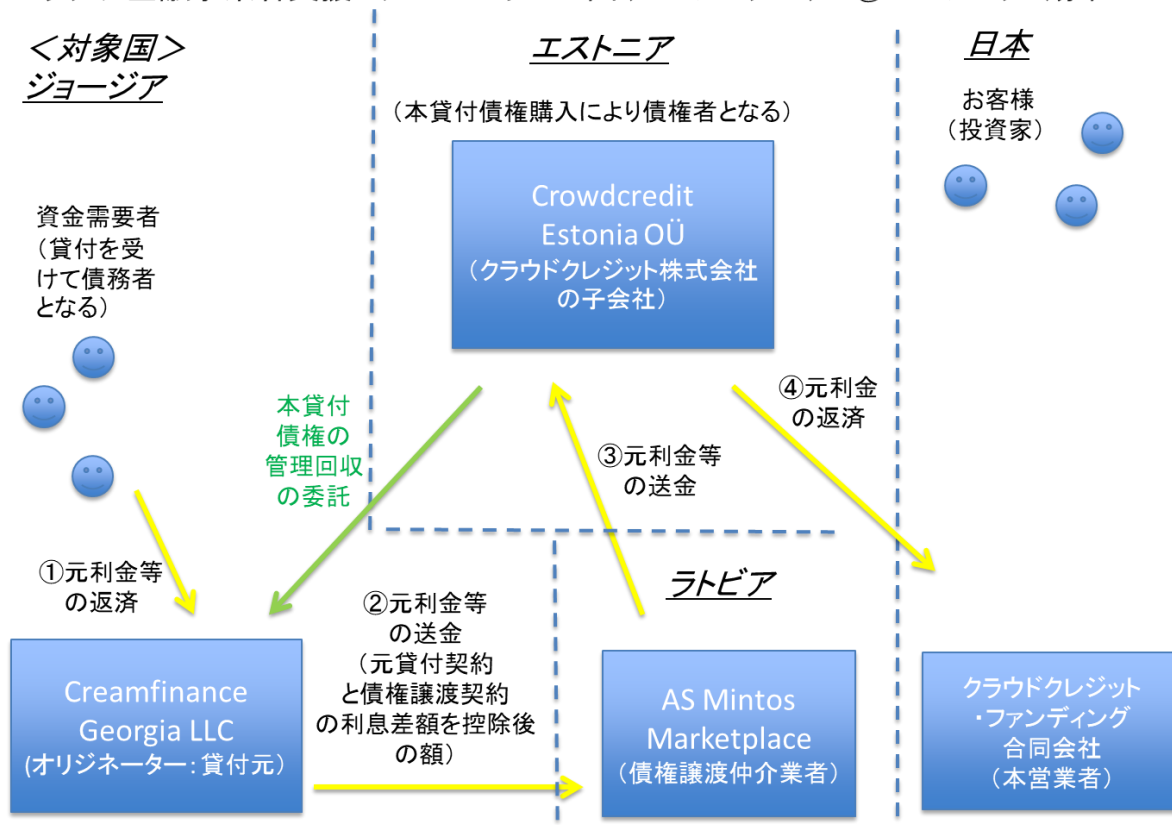 ＜対象国＞
ジョージア
エストニア
日本
（本貸付債権購入により債権者となる）
お客様
（投資家）
Crowdcredit
Estonia OÜ
（クラウドクレジット株式会社
の子会社）
資金需要者
（貸付を受
けて債務者
となる）
本貸付
債権の
管理回収
の委託
④元利金
の返済
③元利金等
の送金
①元利金等
の返済
②元利金等
の送金
（元貸付契約
と債権譲渡契約
の利息差額を控除後
の額）
ラトビア
Creamfinance
Georgia LLC
(オリジネーター：貸付元）
AS Mintos
Marketplace
（債権譲渡仲介業者）
クラウドクレジット
・ファンディング
合同会社
（本営業者）